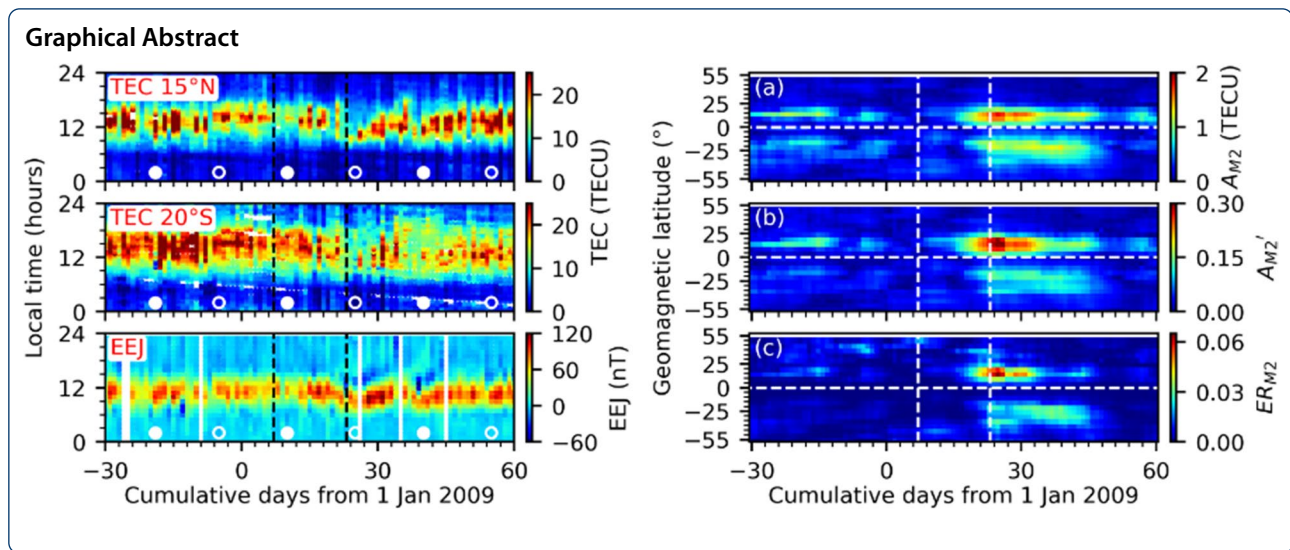 Graphical Abstract
24
12
0
TEC 15°N
20
10
0
24
12
0
TEC 20°S
20
10
0
TEC (TECU)
24
12
0
EEJ
120
60
0
−60
EEJ (nT)
Local time (hours)
−30 0 30 60
Cumulative days from 1 Jan 2009
55
25
0
−25
−55
(a)
2
1
0
A_M2 (TECU)
55
25
0
−25
−55
(b)
0.30
0.15
0.00
A_M2′
55
25
0
−25
−55
(c)
0.06
0.03
0.00
ER_M2
Geomagnetic latitude (°)
−30 0 30 60
Cumulative days from 1 Jan 2009